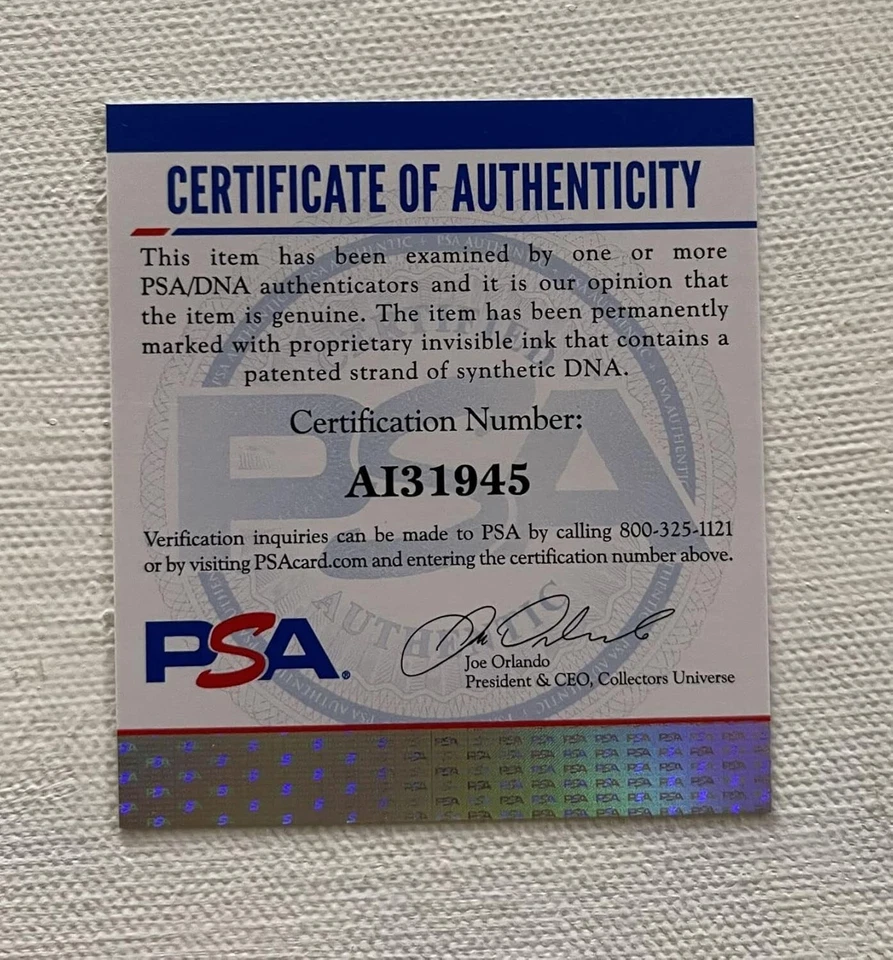 CERTIFICATE OF AUTHENTICITY
This item has been examined by one or more
PSA/DNA authenticators and it is our opinion that
the item is genuine. The item has been permanently
marked with proprietary invisible ink that contains a
patented strand of synthetic DNA.
Certification Number:
AI31945
Verification inquiries can be made to PSA by calling 800-325-1121
or by visiting PSAcard.com and entering the certification number above.
PSA®
Joe Orlando
President & CEO, Collectors Universe